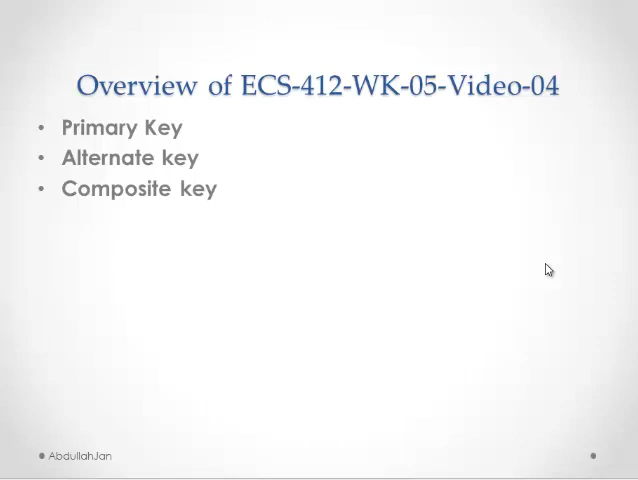 Overview of ECS-412-WK-05-Video-04
• Primary Key
• Alternate key
• Composite key
AbdullahJan